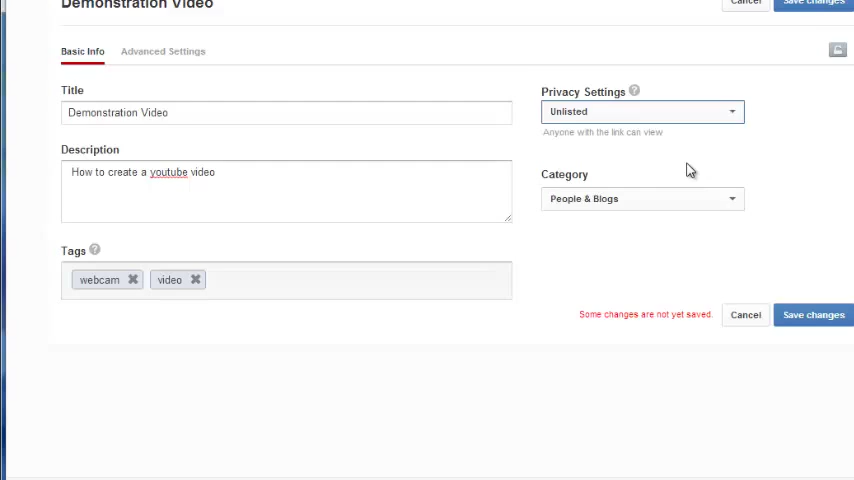 Demonstration Video
Cancel
Save changes
Basic Info
Advanced Settings
Title
Privacy Settings ?
Demonstration Video
Unlisted
Anyone with the link can view
Description
How to create a youtube video
Category
People & Blogs
Tags ?
webcam
video
Some changes are not yet saved.
Cancel
Save changes